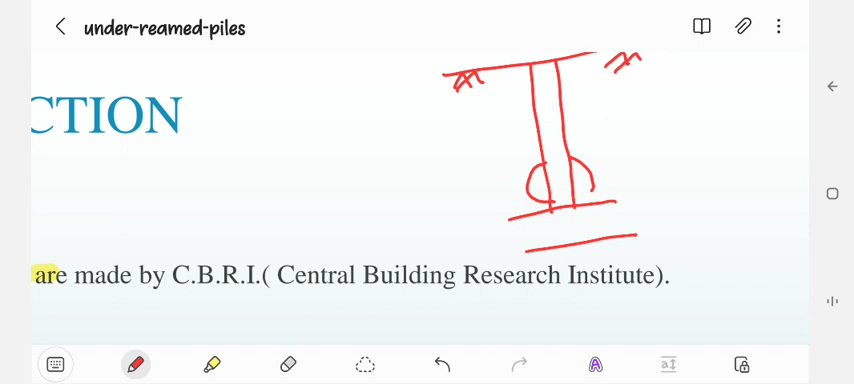 under-reamed-piles
CTION
are made by C.B.R.I.( Central Building Research Institute).